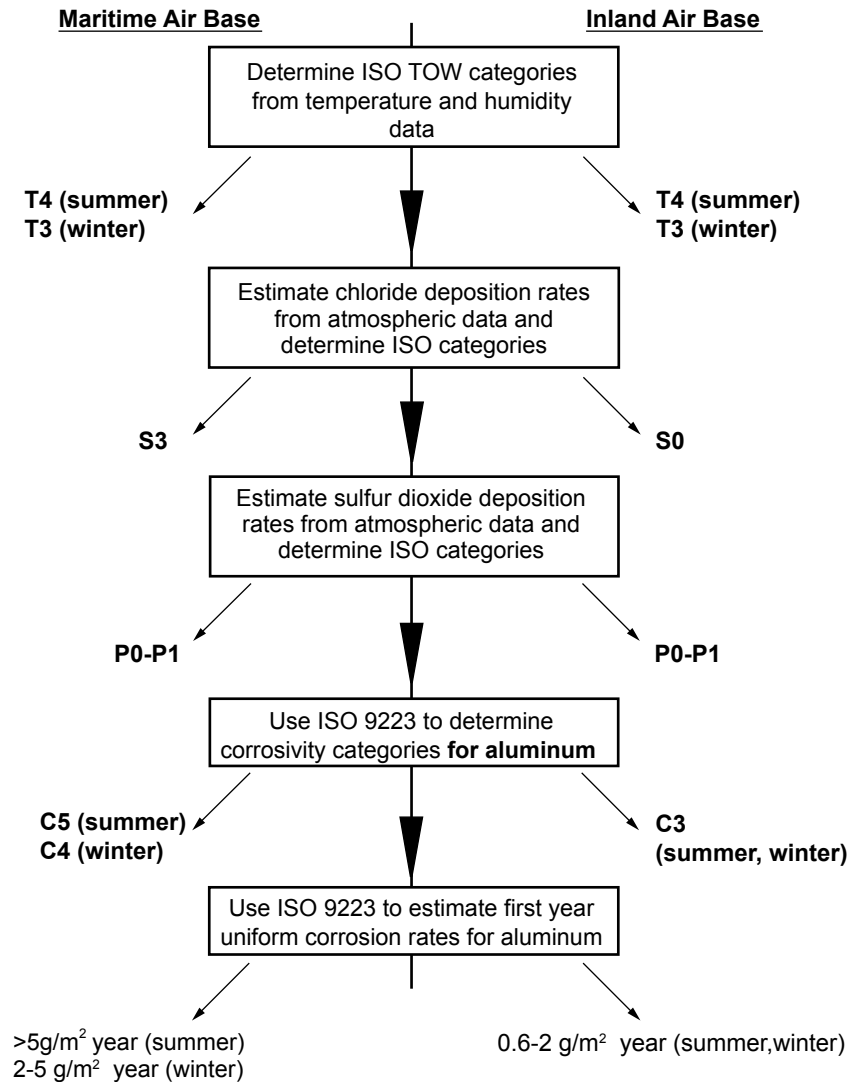 Maritime Air Base
Inland Air Base
Determine ISO TOW categories
from temperature and humidity
data
T4 (summer)
T3 (winter)
T4 (summer)
T3 (winter)
Estimate chloride deposition rates
from atmospheric data and
determine ISO categories
S3
S0
Estimate sulfur dioxide deposition
rates from atmospheric data and
determine ISO categories
P0-P1
P0-P1
Use ISO 9223 to determine
corrosivity categories for aluminum
C5 (summer)
C4 (winter)
C3
(summer, winter)
Use ISO 9223 to estimate first year
uniform corrosion rates for aluminum
>5g/m² year (summer)
2-5 g/m² year (winter)
0.6-2 g/m² year (summer,winter)